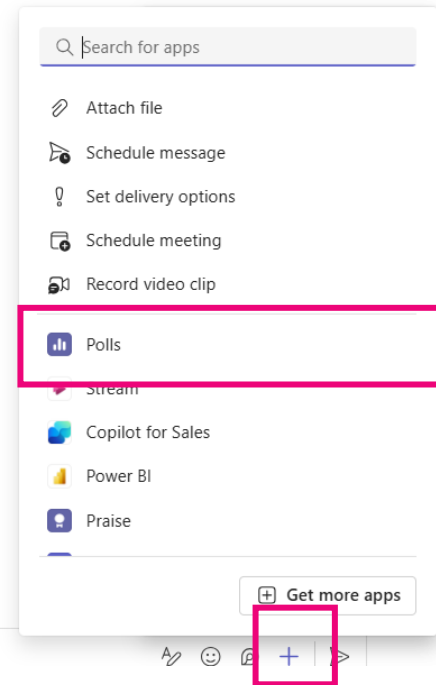 Search for apps
Attach file
Schedule message
Set delivery options
Schedule meeting
Record video clip
Polls
Stream
Copilot for Sales
Power BI
Praise
Get more apps